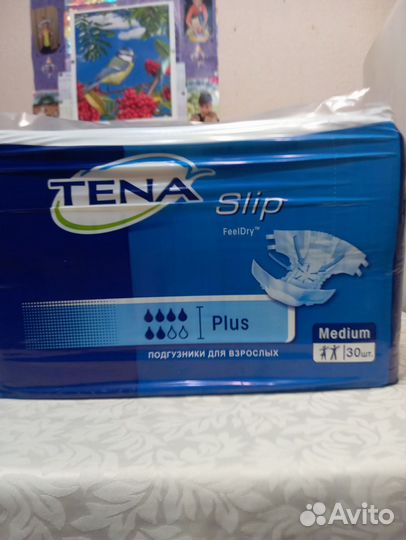 TENA
Slip
FeelDry™
Plus
Medium
30шт.
ПОДГУЗНИКИ ДЛЯ ВЗРОСЛЫХ
Avito